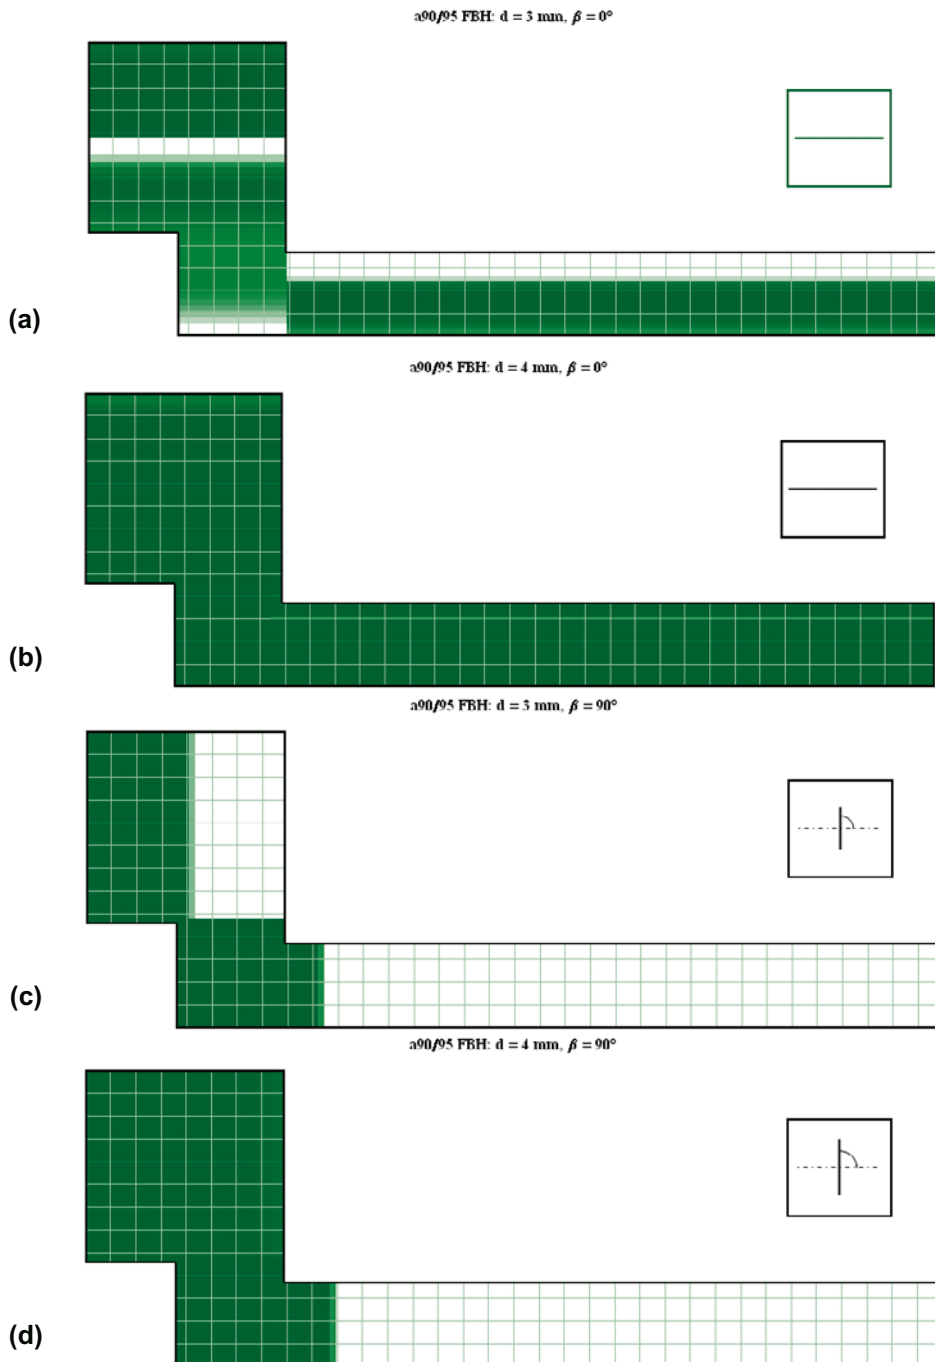 a90/95 FBH: d = 3 mm, β = 0°
(a)
a90/95 FBH: d = 4 mm, β = 0°
(b)
a90/95 FBH: d = 3 mm, β = 90°
(c)
a90/95 FBH: d = 4 mm, β = 90°
(d)